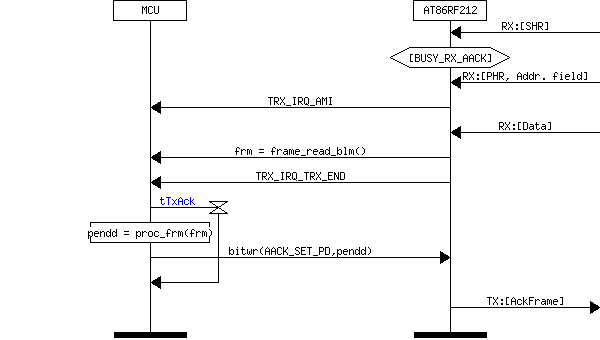 MCU
AT86RF212
RX:[SHR]
[BUSY_RX_AACK]
RX:[PHR, Addr. field]
TRX_IRQ_AMI
RX:[Data]
frm = frame_read_blm()
TRX_IRQ_TRX_END
tTxAck
pendd = proc_frm(frm)
bitwr(AACK_SET_PD,pendd)
TX:[AckFrame]